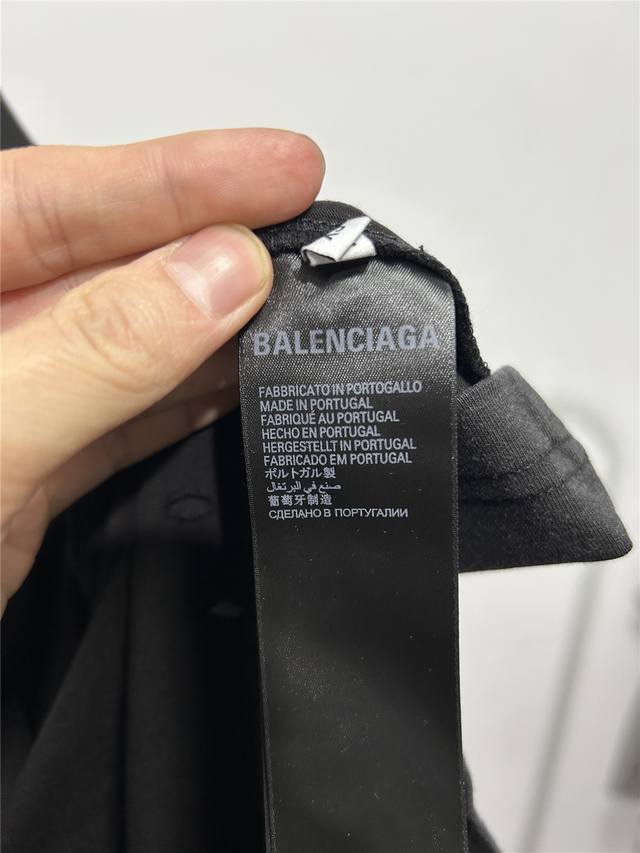 BALENCIAGA
FABBRICATO IN PORTOGALLO
MADE IN PORTUGAL
FABRIQUÉ AU PORTUGAL
HECHO EN PORTUGAL
HERGESTELLT IN PORTUGAL
FABRICADO EM PORTUGAL
ポルトガル製
صنع في البرتغال
葡萄牙制造
СДЕЛАНО В ПОРТУГАЛИИ